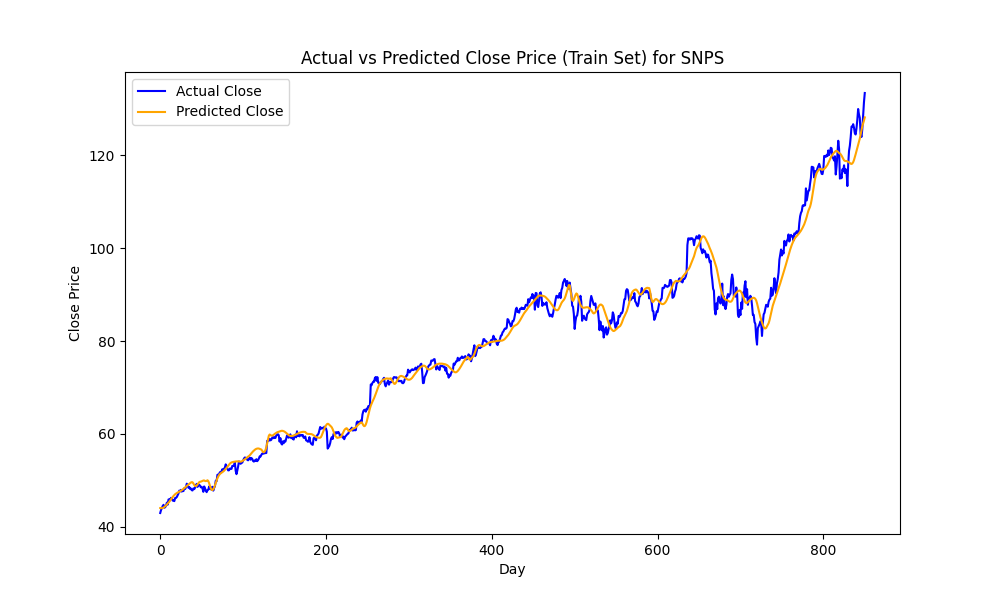 Actual vs Predicted Close Price (Train Set) for SNPS
Actual Close
Predicted Close
Close Price
120
100
80
60
40
0 200 400 600 800
Day